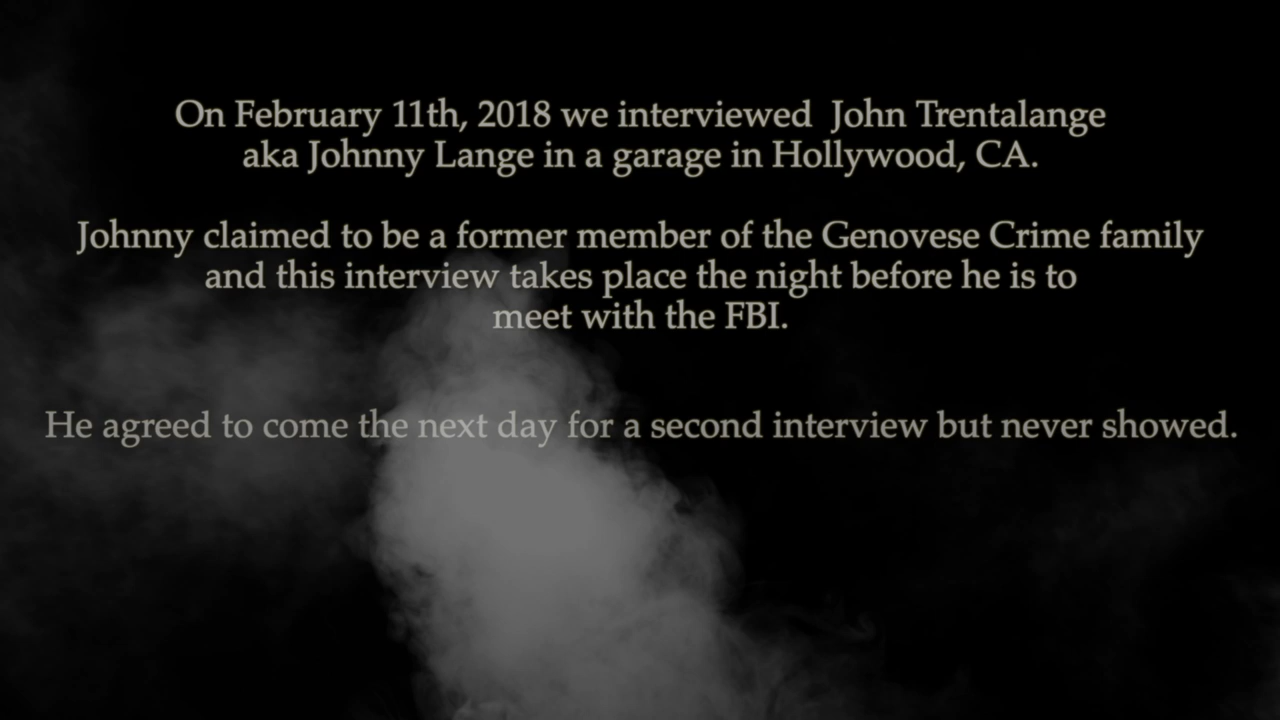 On February 11th, 2018 we interviewed  John Trentalange
aka Johnny Lange in a garage in Hollywood, CA.
Johnny claimed to be a former member of the Genovese Crime family
and this interview takes place the night before he is to
meet with the FBI.
He agreed to come the next day for a second interview but never showed.